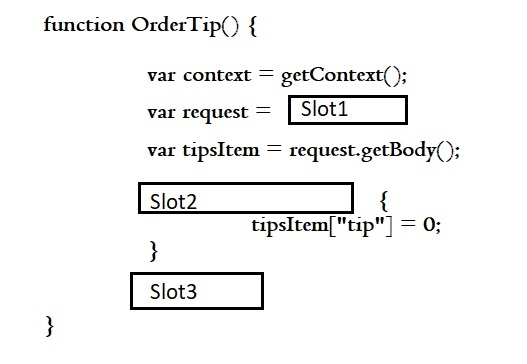 function OrderTip() {
var context = getContext();
var request = Slot1
var tipsItem = request.getBody();
Slot2 {
tipsItem["tip"] = 0;
}
Slot3
}